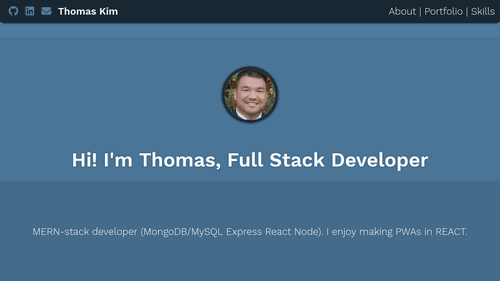 Thomas Kim
About | Portfolio | Skills
Hi! I'm Thomas, Full Stack Developer
MERN-stack developer (MongoDB/MySQL Express React Node). I enjoy making PWAs in REACT.